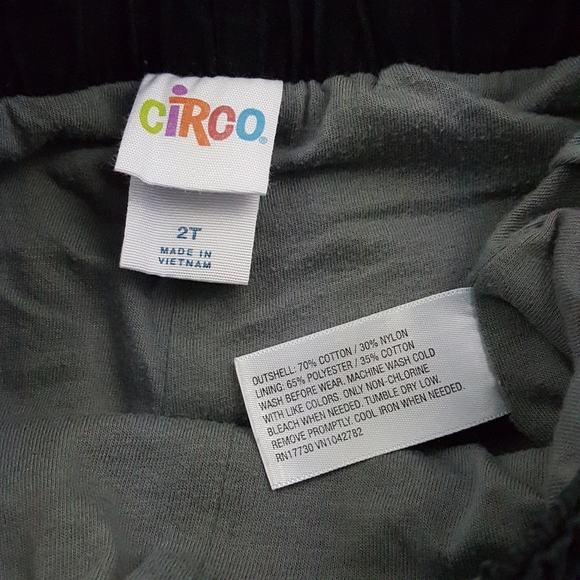 CiRCO®
2T
MADE IN
VIETNAM
OUTSHELL: 70% COTTON / 30% NYLON
LINING: 65% POLYESTER / 35% COTTON
WASH BEFORE WEAR. MACHINE WASH COLD
WITH LIKE COLORS. ONLY NON-CHLORINE
BLEACH WHEN NEEDED. TUMBLE DRY LOW.
REMOVE PROMPTLY. COOL IRON WHEN NEEDED.
RN17730 VN1042782